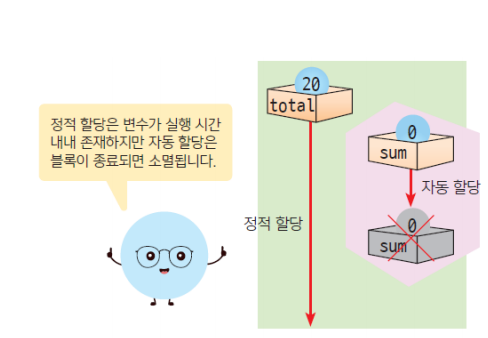 정적 할당은 변수가 실행 시간
내내 존재하지만 자동 할당은
블록이 종료되면 소멸됩니다.
20
total
0
sum
자동 할당
정적 할당
0
sum